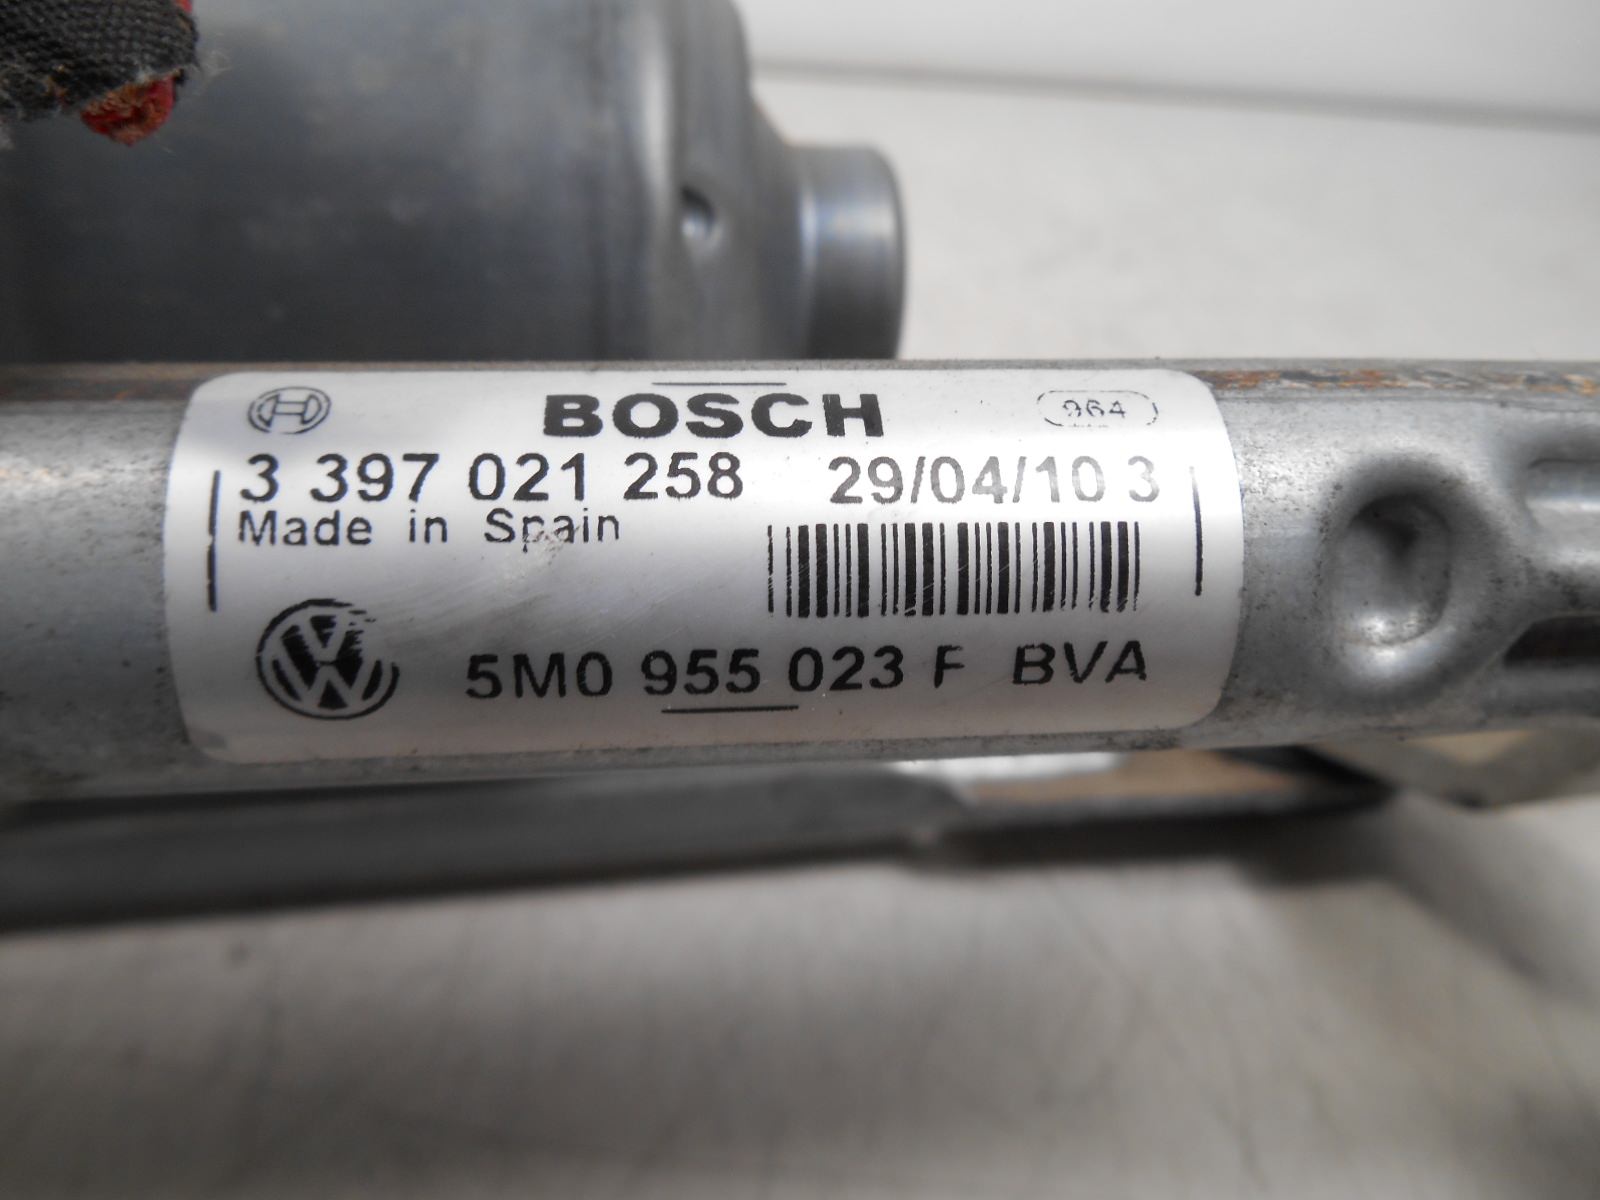 BOSCH 964
3 397 021 258 29/04/10 3
Made in Spain
5M0 955 023 F BVA